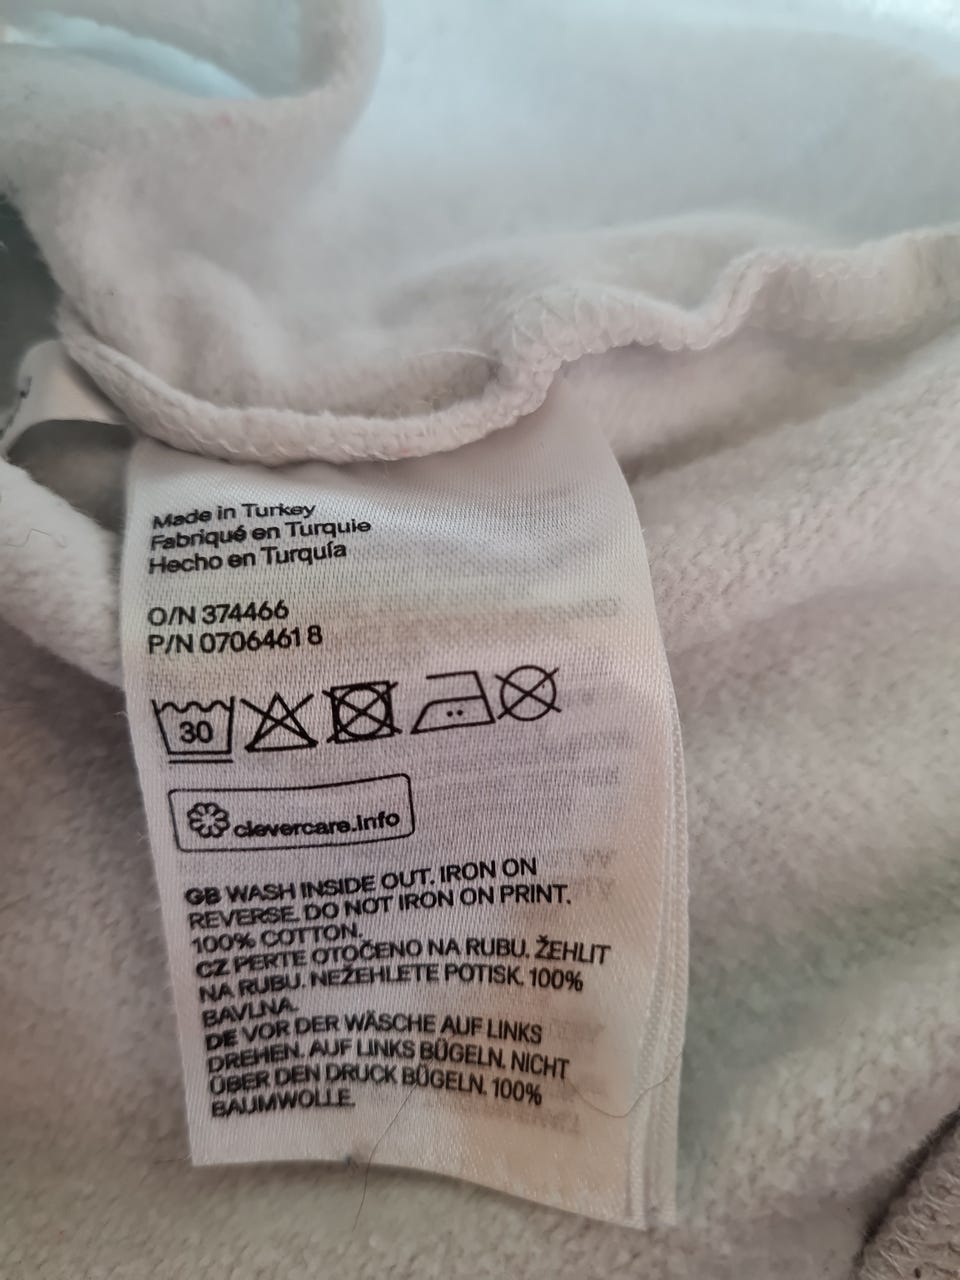 Made in Turkey
Fabriqué en Turquie
Hecho en Turquía
O/N 374466
P/N 0706461 8
30
clevercare.info
GB WASH INSIDE OUT. IRON ON
REVERSE. DO NOT IRON ON PRINT.
100% COTTON.
CZ PERTE OTOČENO NA RUBU. ŽEHLIT
NA RUBU. NEŽEHLETE POTISK. 100%
BAVLNA.
DE VOR DER WÄSCHE AUF LINKS
DREHEN. AUF LINKS BÜGELN. NICHT
ÜBER DEN DRUCK BÜGELN. 100%
BAUMWOLLE.